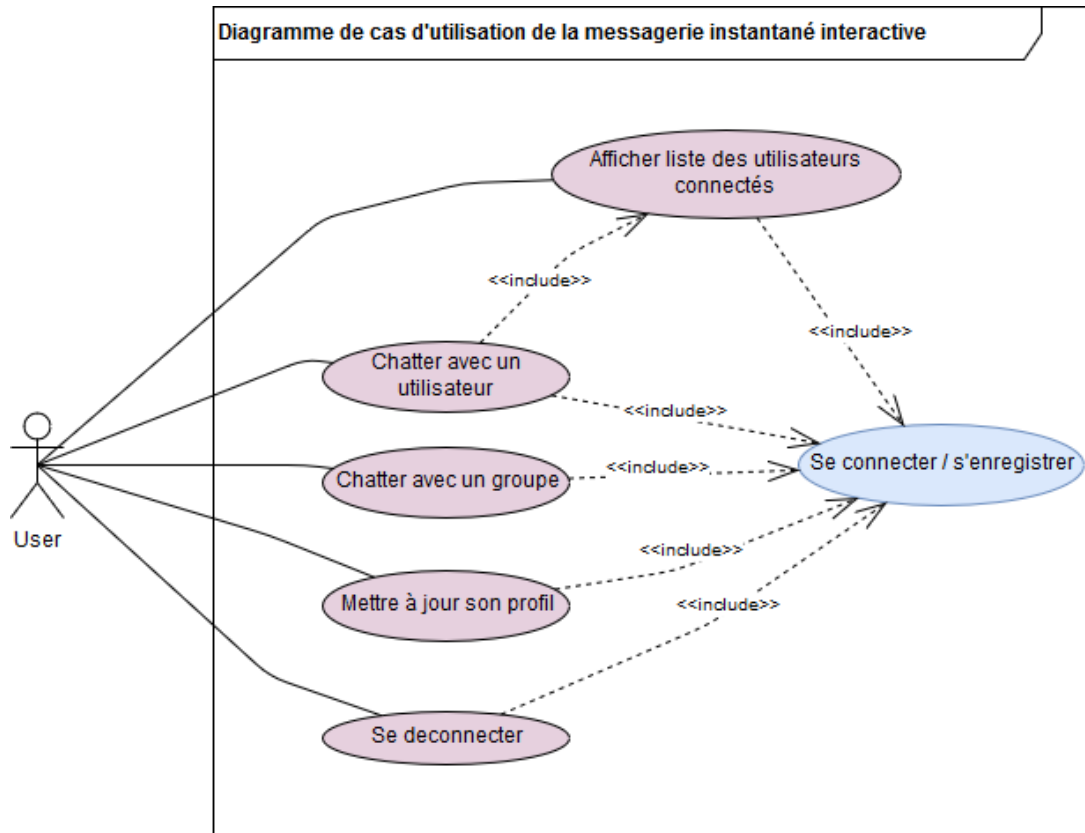 Diagramme de cas d'utilisation de la messagerie instantané interactive
Afficher liste des utilisateurs
connectés
<<include>>
<<include>>
Chatter avec un
utilisateur
<<include>>
Se connecter / s'enregistrer
<<include>>
Chatter avec un groupe
User
<<include>>
Mettre à jour son profil
<<include>>
Se deconnecter